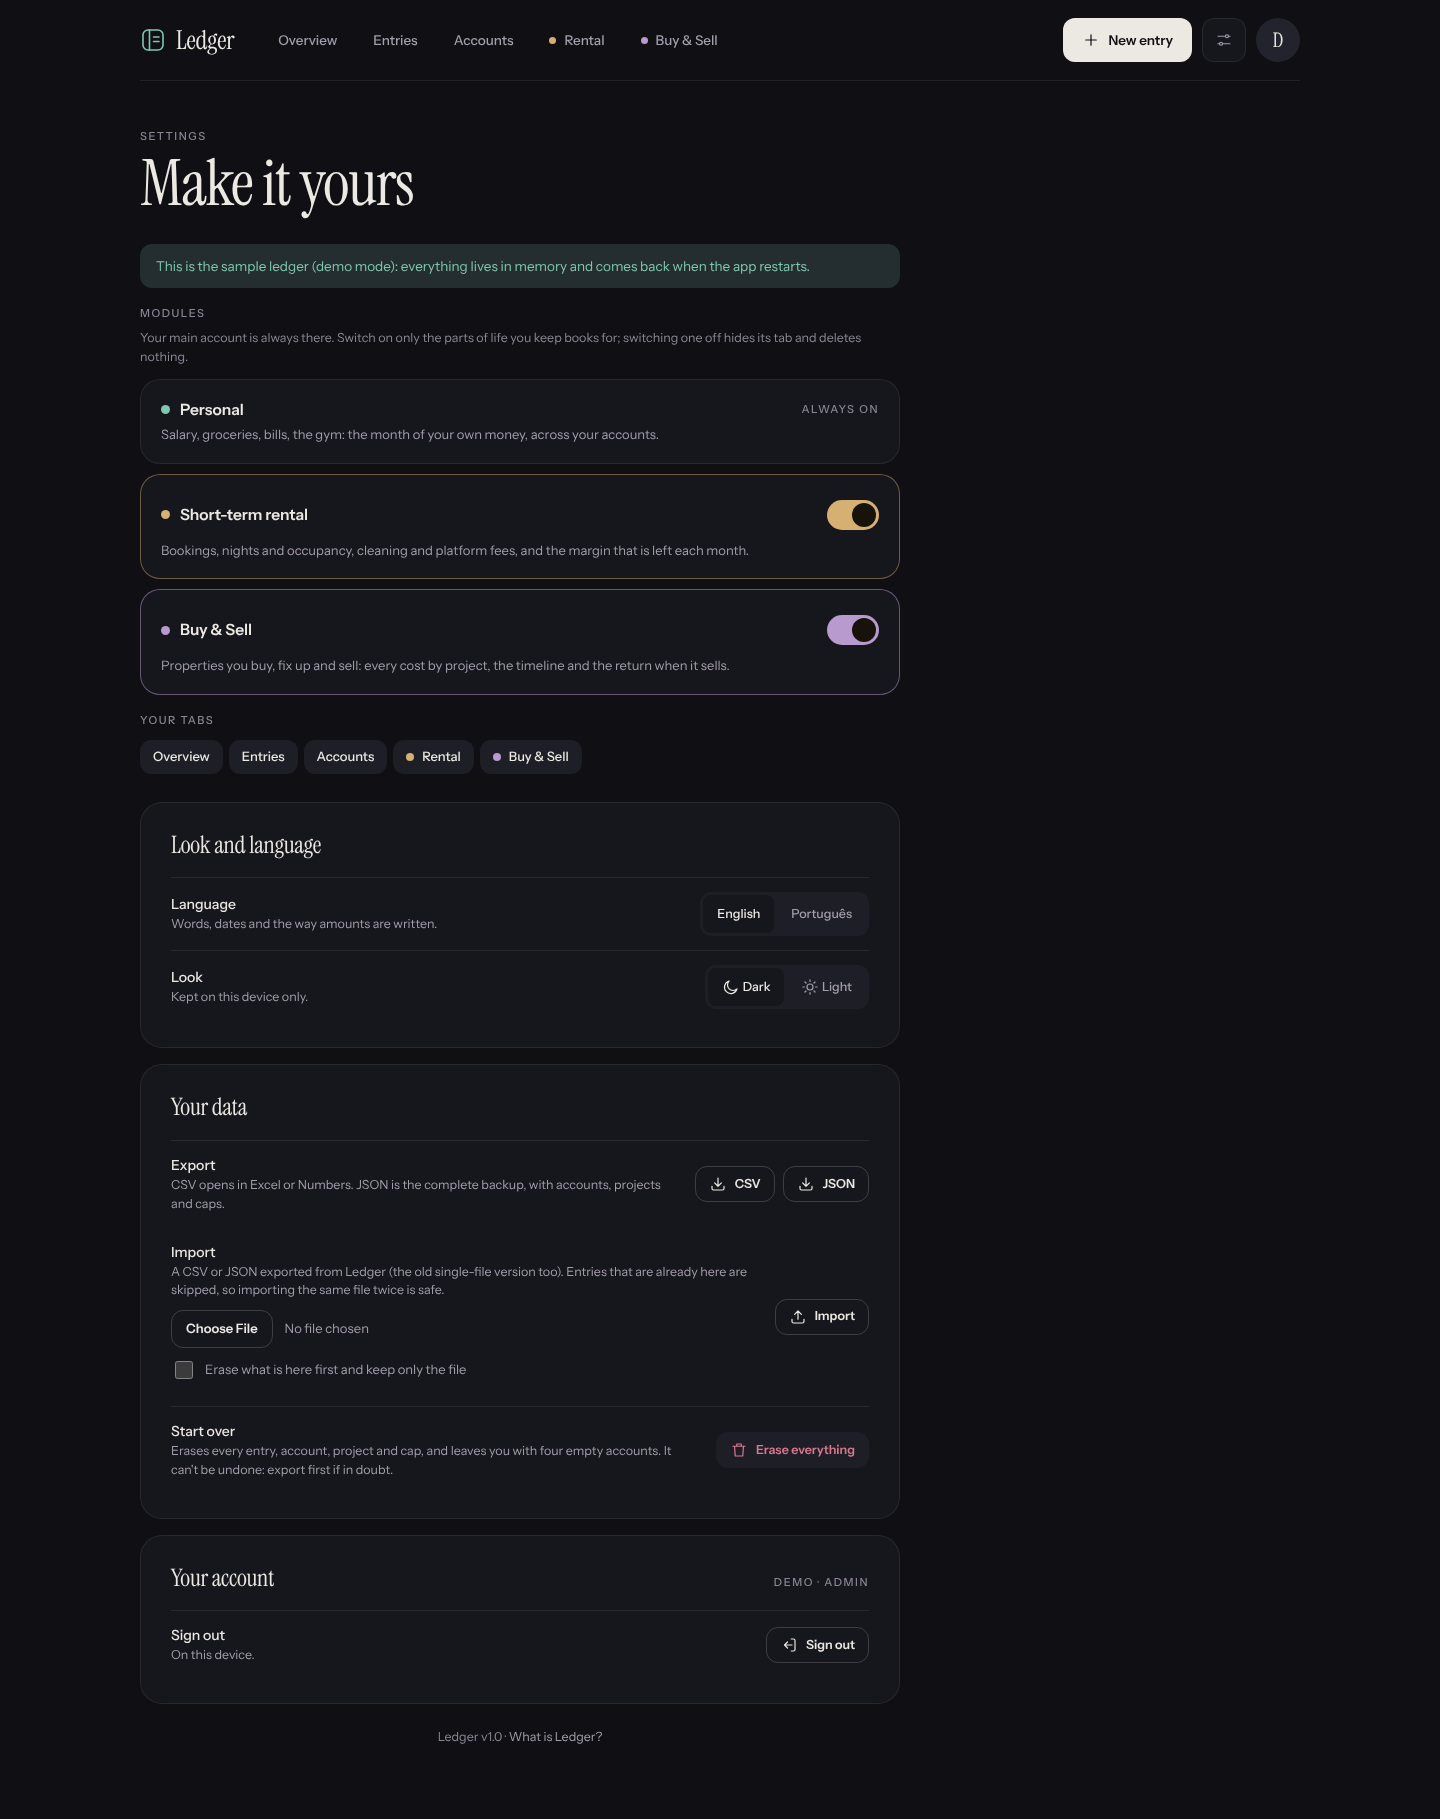 Ledger
Overview
Entries
Accounts
Rental
Buy & Sell
New entry
D
SETTINGS
Make it yours
This is the sample ledger (demo mode): everything lives in memory and comes back when the app restarts.
MODULES
Your main account is always there. Switch on only the parts of life you keep books for; switching one off hides its tab and deletes
nothing.
Personal
ALWAYS ON
Salary, groceries, bills, the gym: the month of your own money, across your accounts.
Short-term rental
Bookings, nights and occupancy, cleaning and platform fees, and the margin that is left each month.
Buy & Sell
Properties you buy, fix up and sell: every cost by project, the timeline and the return when it sells.
YOUR TABS
Overview
Entries
Accounts
Rental
Buy & Sell
Look and language
Language
Words, dates and the way amounts are written.
English
Português
Look
Kept on this device only.
Dark
Light
Your data
Export
CSV opens in Excel or Numbers. JSON is the complete backup, with accounts, projects
and caps.
CSV
JSON
Import
A CSV or JSON exported from Ledger (the old single-file version too). Entries that are already here are
skipped, so importing the same file twice is safe.
Choose File
No file chosen
Import
Erase what is here first and keep only the file
Start over
Erases every entry, account, project and cap, and leaves you with four empty accounts. It
can't be undone: export first if in doubt.
Erase everything
Your account
DEMO · ADMIN
Sign out
On this device.
Sign out
Ledger v1.0 · What is Ledger?